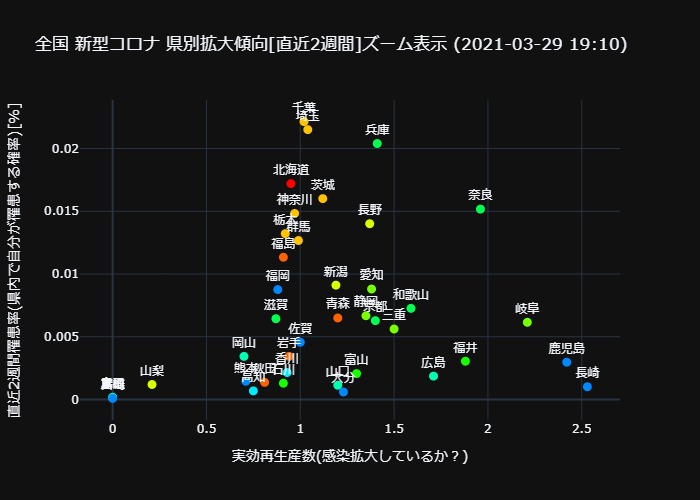 全国 新型コロナ 県別拡大傾向[直近2週間]ズーム表示 (2021-03-29 19:10)
直近2週間罹患率(県内で自分が罹患する確率)[%]
千葉
埼玉
0.02
兵庫
北海道
茨城
奈良
0.015
神奈川
長野
栃木
群馬
福島
0.01
福岡
新潟
愛知
滋賀
青森
静岡
京都
和歌山
三重
岐阜
0.005
佐賀
岡山
岩手
香川
富山
福井
鹿児島
山梨
熊本
秋田
石川
高知
山口
大分
広島
長崎
0
0
0.5
1
1.5
2
2.5
実効再生産数(感染拡大しているか？)